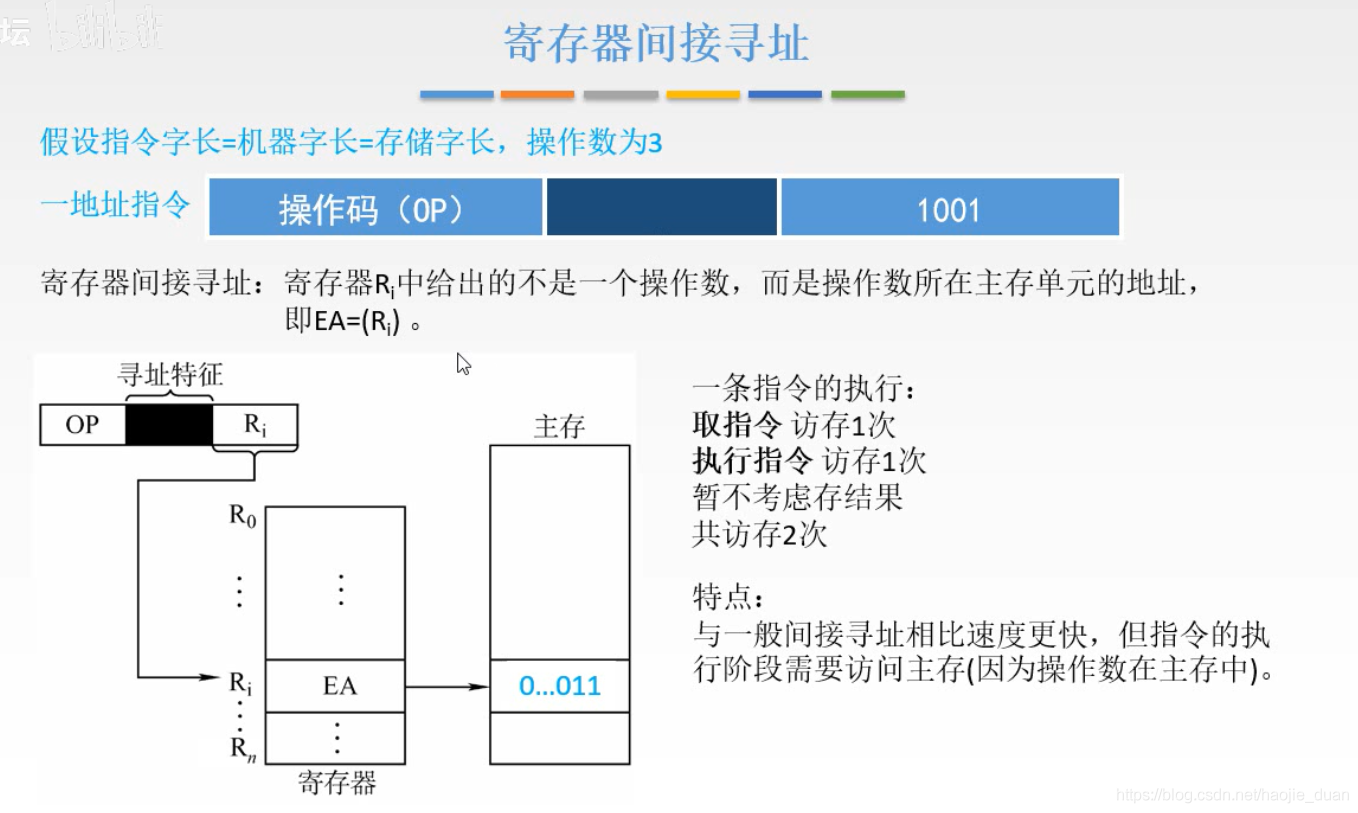 坛 bilibili
寄存器间接寻址
假设指令字长=机器字长=存储字长，操作数为3
一地址指令 操作码（OP） 1001
寄存器间接寻址：寄存器Ri中给出的不是一个操作数，而是操作数所在主存单元的地址，
即EA=(Ri) 。
寻址特征
OP Ri
主存
R0
⋮ ⋮
Ri EA 0...011
⋮ ⋮
Rn
寄存器
一条指令的执行：
取指令 访存1次
执行指令 访存1次
暂不考虑存结果
共访存2次
特点：
与一般间接寻址相比速度更快，但指令的执
行阶段需要访问主存(因为操作数在主存中)。
https://blog.csdn.net/haojie_duan